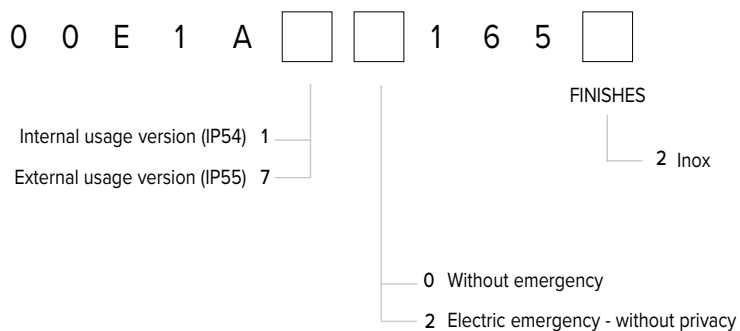 0 0 E 1 A 1 6 5
FINISHES
Internal usage version (IP54) 1
2 Inox
External usage version (IP55) 7
0 Without emergency
2 Electric emergency - without privacy